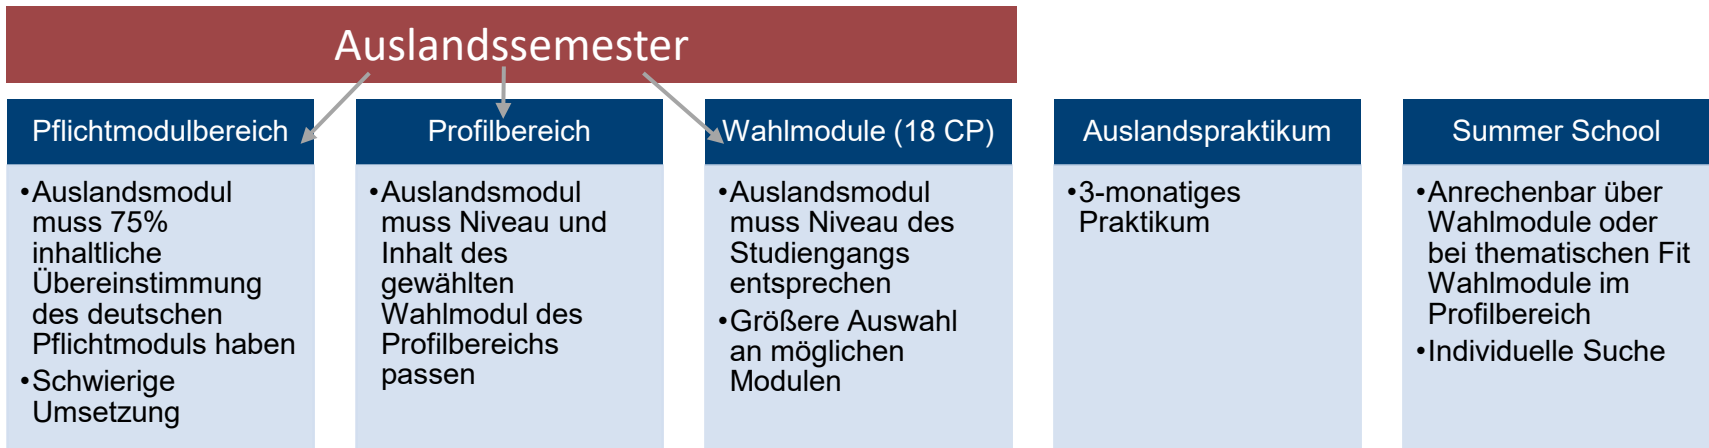 Auslandssemester
Pflichtmodulbereich
•Auslandsmodul
muss 75%
inhaltliche
Übereinstimmung
des deutschen
Pflichtmoduls haben
•Schwierige
Umsetzung
Profilbereich
•Auslandsmodul
muss Niveau und
Inhalt des
gewählten
Wahlmodul des
Profilbereichs
passen
Wahlmodule (18 CP)
•Auslandsmodul
muss Niveau des
Studiengangs
entsprechen
•Größere Auswahl
an möglichen
Modulen
Auslandspraktikum
•3-monatiges
Praktikum
Summer School
•Anrechenbar über
Wahlmodule oder
bei thematischen Fit
Wahlmodule im
Profilbereich
•Individuelle Suche